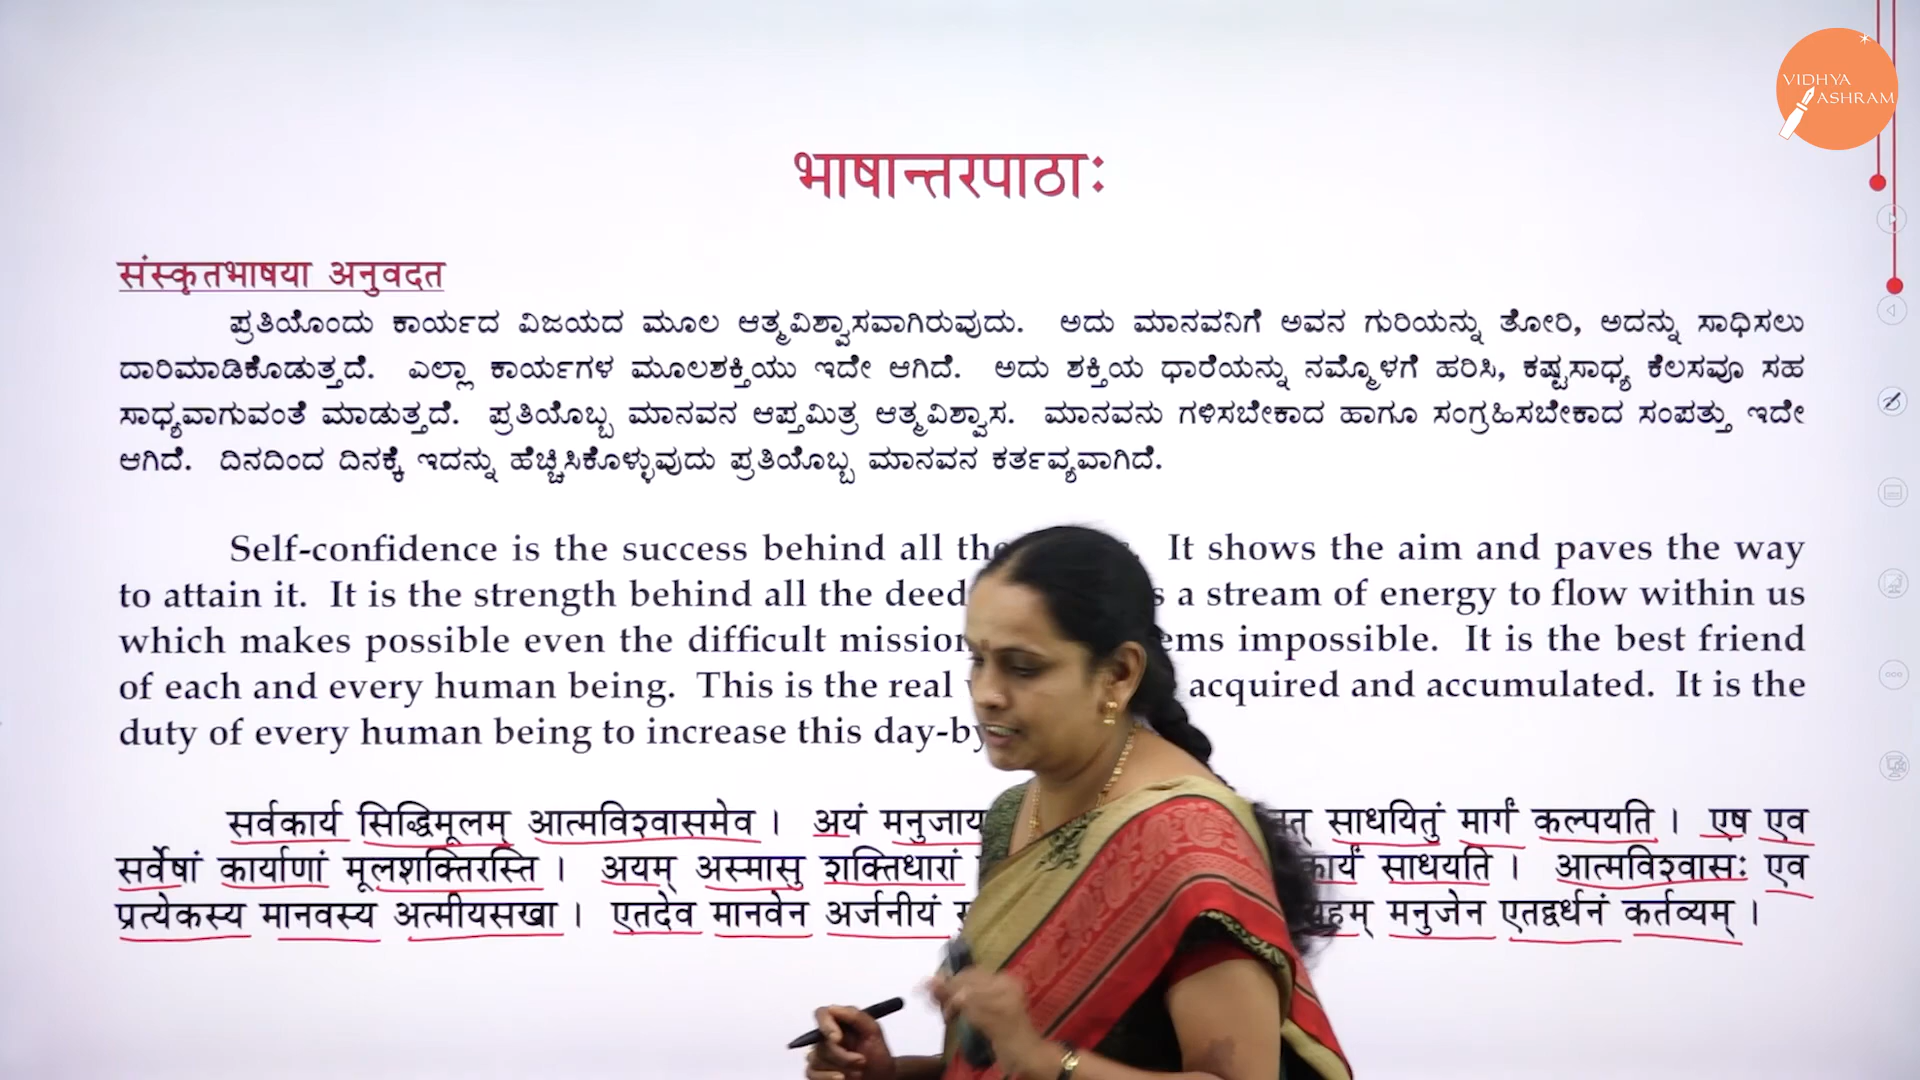 VIDHYA
ASHRAM
भाषान्तरपाठाः
संस्कृतभाषया अनुवदत
ಪ್ರತಿಯೊಂದು ಕಾರ್ಯದ ವಿಜಯದ ಮೂಲ ಆತ್ಮವಿಶ್ವಾಸವಾಗಿರುವುದು. ಅದು ಮಾನವನಿಗೆ ಅವನ ಗುರಿಯನ್ನು ತೋರಿ, ಅದನ್ನು ಸಾಧಿಸಲು
ದಾರಿಮಾಡಿಕೊಡುತ್ತದೆ. ಎಲ್ಲಾ ಕಾರ್ಯಗಳ ಮೂಲಶಕ್ತಿಯು ಇದೇ ಆಗಿದೆ. ಅದು ಶಕ್ತಿಯ ಧಾರೆಯನ್ನು ನಮ್ಮೊಳಗೆ ಹರಿಸಿ, ಕಷ್ಟಸಾಧ್ಯ ಕೆಲಸವೂ ಸಹ
ಸಾಧ್ಯವಾಗುವಂತೆ ಮಾಡುತ್ತದೆ. ಪ್ರತಿಯೊಬ್ಬ ಮಾನವನ ಆಪ್ತಮಿತ್ರ ಆತ್ಮವಿಶ್ವಾಸ. ಮಾನವನು ಗಳಿಸಬೇಕಾದ ಹಾಗೂ ಸಂಗ್ರಹಿಸಬೇಕಾದ ಸಂಪತ್ತು ಇದೇ
ಆಗಿದೆ. ದಿನದಿಂದ ದಿನಕ್ಕೆ ಇದನ್ನು ಹೆಚ್ಚಿಸಿಕೊಳ್ಳುವುದು ಪ್ರತಿಯೊಬ್ಬ ಮಾನವನ ಕರ್ತವ್ಯವಾಗಿದೆ.
Self-confidence is the success behind all It shows the aim and paves the way
to attain it. It is the strength behind all the a stream of energy to flow within us
which makes possible even the difficult impossible. It is the best friend
of each and every human being. This is the real acquired and accumulated. It is the
duty of every human being to increase this
सर्वकार्य सिद्धिमूलम् आत्मविश्वासमेव । अयं साधयितुं मार्गं कल्पयति । एष एव
सर्वेषां कार्याणां मूलशक्तिरस्ति । अयम् अस्मासु शक्तिधारां साधयति । आत्मविश्वासः एव
प्रत्येकस्य मानवस्य अत्मीयसखा । एतदेव मानवेन अर्जनीयं मनुजेन एतद्वर्धनं कर्तव्यम् ।